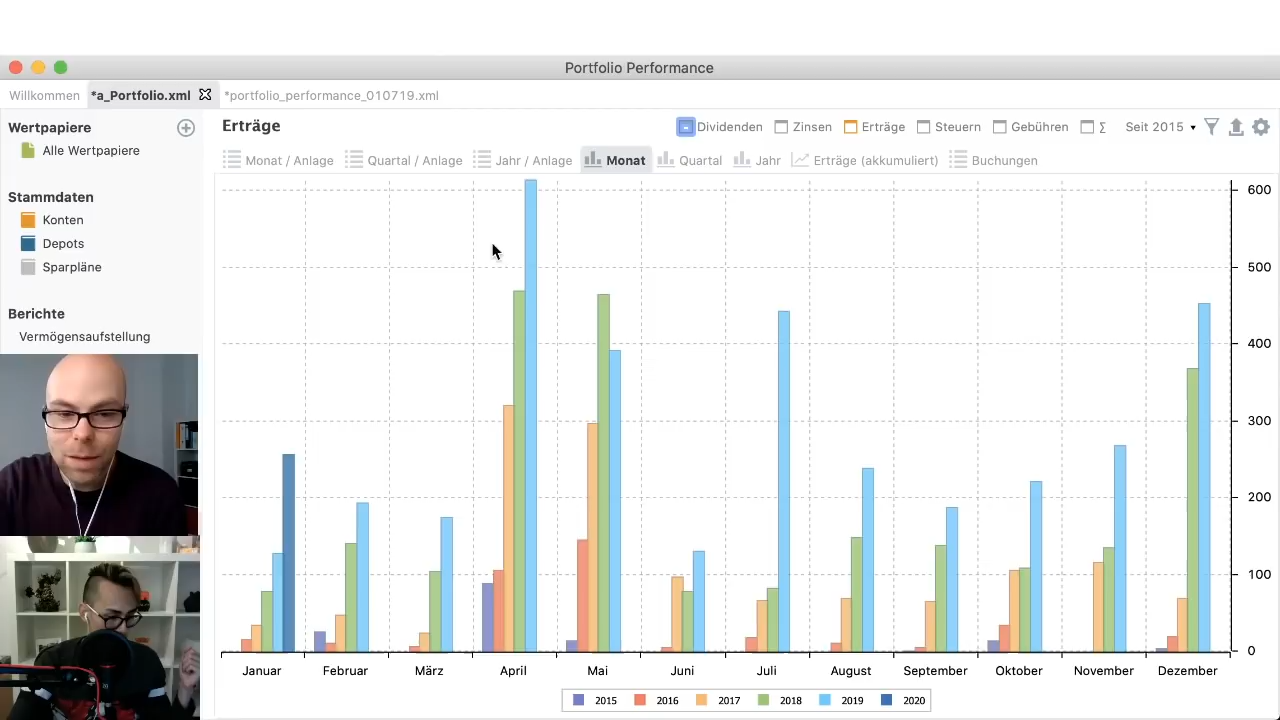 Portfolio Performance
Willkommen *a_Portfolio.xml *portfolio_performance_010719.xml
Wertpapiere
Alle Wertpapiere
Stammdaten
Konten
Depots
Sparpläne
Berichte
Vermögensaufstellung
Erträge
Dividenden Zinsen Erträge Steuern Gebühren Σ Seit 2015
Monat / Anlage Quartal / Anlage Jahr / Anlage Monat Quartal Jahr Erträge (akkumuliert) Buchungen
600
500
400
300
200
100
0
Januar Februar März April Mai Juni Juli August September Oktober November Dezember
2015 2016 2017 2018 2019 2020